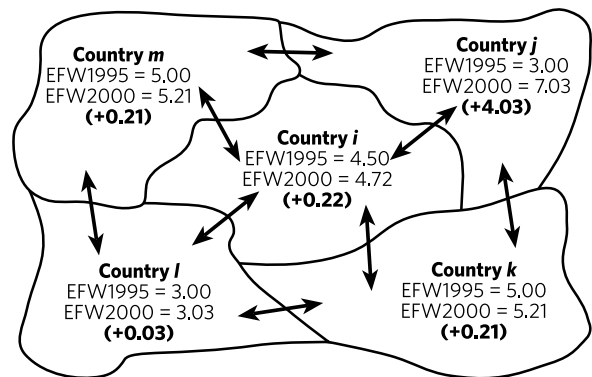 Country m
EFW1995 = 5.00
EFW2000 = 5.21
(+0.21)
Country j
EFW1995 = 3.00
EFW2000 = 7.03
(+4.03)
Country i
EFW1995 = 4.50
EFW2000 = 4.72
(+0.22)
Country l
EFW1995 = 3.00
EFW2000 = 3.03
(+0.03)
Country k
EFW1995 = 5.00
EFW2000 = 5.21
(+0.21)